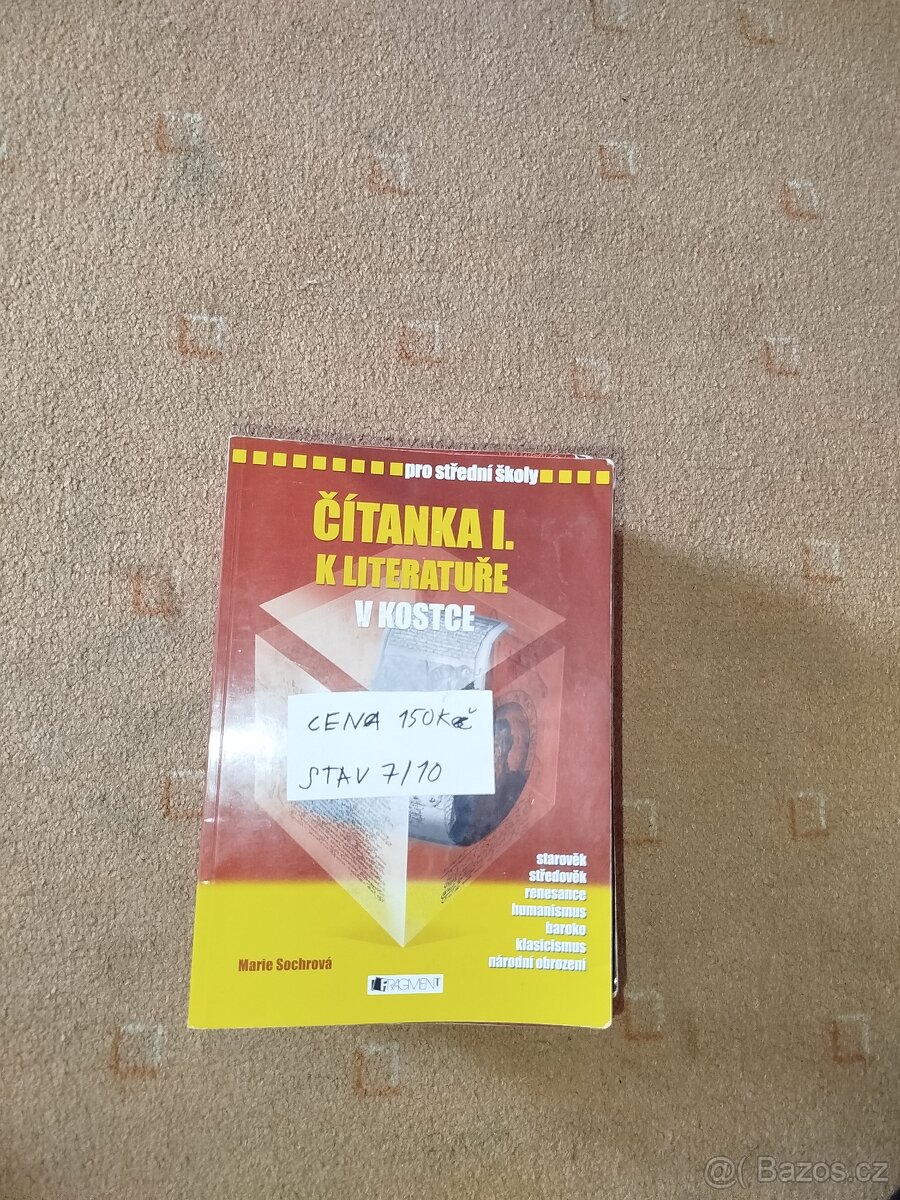 pro střední školy
ČÍTANKA I.
K LITERATUŘE
V KOSTCE
CENA 150Kč
STAV 7/10
starověk
středověk
renesance
humanismus
baroko
klasicismus
národní obrození
Marie Sochrová
FRAGMENT
@( Bazos.cz